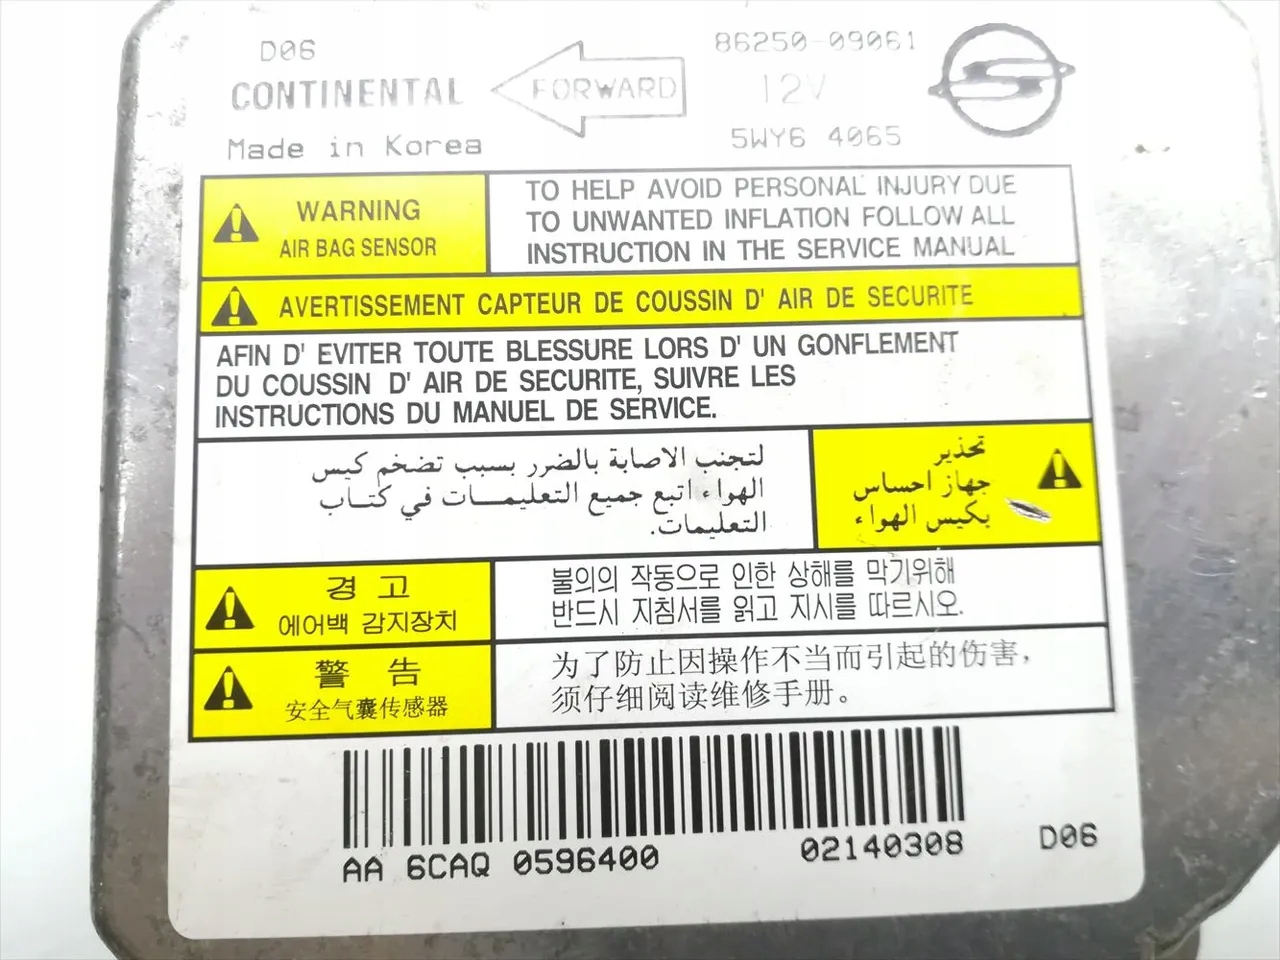 D06
CONTINENTAL
Made in Korea
FORWARD
86250-09061
12V
5WY6 4065
WARNING
AIR BAG SENSOR
TO HELP AVOID PERSONAL INJURY DUE
TO UNWANTED INFLATION FOLLOW ALL
INSTRUCTION IN THE SERVICE MANUAL
AVERTISSEMENT CAPTEUR DE COUSSIN D' AIR DE SECURITE
AFIN D' EVITER TOUTE BLESSURE LORS D' UN GONFLEMENT
DU COUSSIN D' AIR DE SECURITE, SUIVRE LES
INSTRUCTIONS DU MANUEL DE SERVICE.
تحذير
جهاز احساس
بكيس الهواء
لتجنب الاصابة بالضرر بسبب تضخم كيس
الهواء اتبع جميع التعليمــات في كتــاب
التعليمات.
경 고
에어백 감지장치
불의의 작동으로 인한 상해를 막기위해
반드시 지침서를 읽고 지시를 따르시오.
警 告
安全气囊传感器
为了防止因操作不当而引起的伤害，
须仔细阅读维修手册。
AA 6CAQ 0596400
02140308
D06